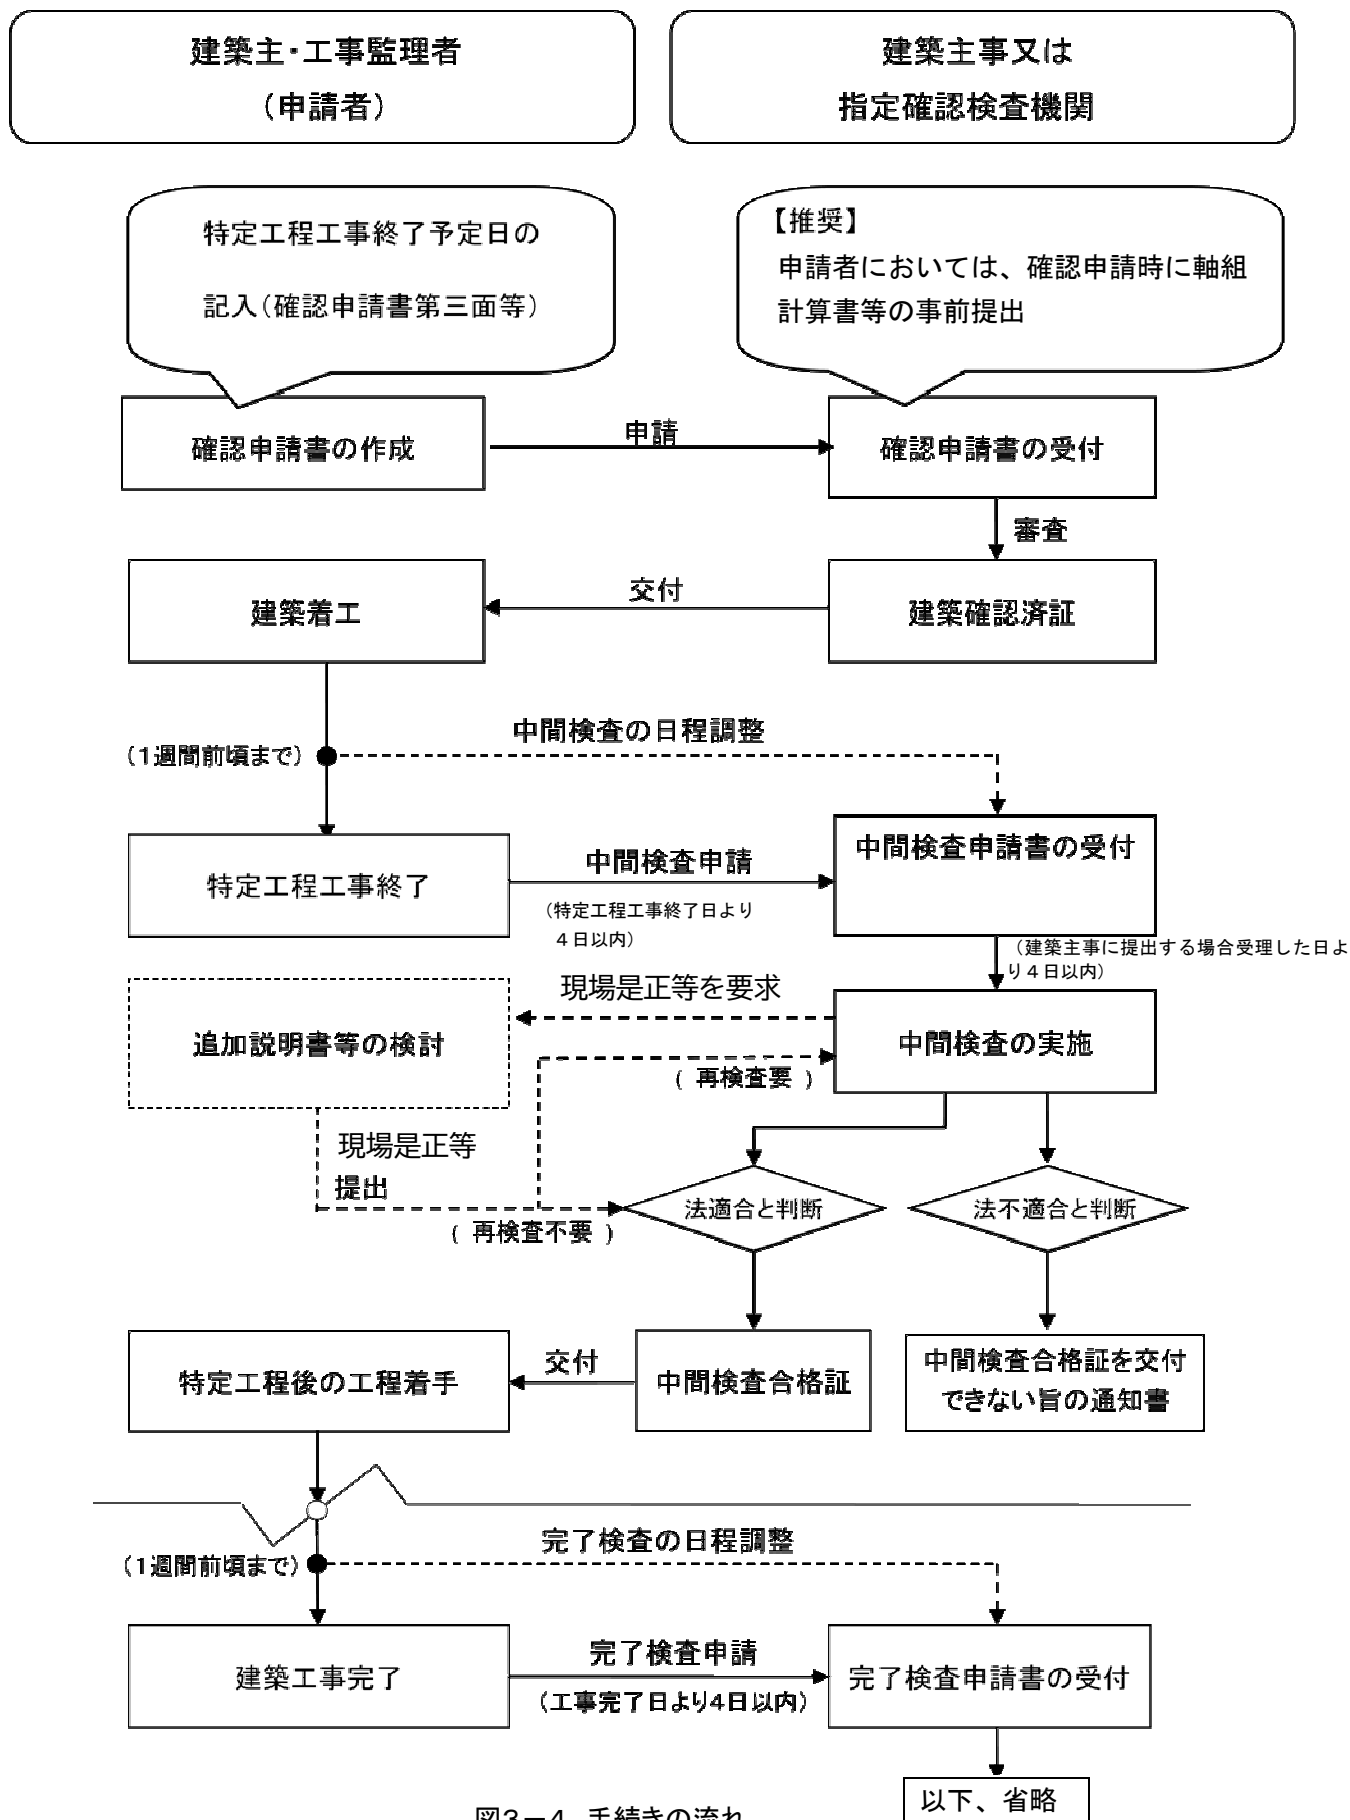 建築主・工事監理者
（申請者）
建築主事又は
指定確認検査機関
特定工程工事終了予定日の
記入（確認申請書第三面等）
【推奨】
申請者においては、確認申請時に軸組
計算書等の事前提出
確認申請書の作成
申請
確認申請書の受付
審査
建築着工
交付
建築確認済証
中間検査の日程調整
（1週間前頃まで）
特定工程工事終了
中間検査申請
（特定工程工事終了日より
４日以内）
中間検査申請書の受付
（建築主事に提出する場合受理した日よ
り４日以内）
現場是正等を要求
追加説明書等の検討
中間検査の実施
（ 再検査要 ）
現場是正等
提出
（ 再検査不要 ）
法適合と判断
法不適合と判断
特定工程後の工程着手
交付
中間検査合格証
中間検査合格証を交付
できない旨の通知書
完了検査の日程調整
（1週間前頃まで）
建築工事完了
完了検査申請
（工事完了日より4日以内）
完了検査申請書の受付
以下、省略
図３－４ 手続きの流れ